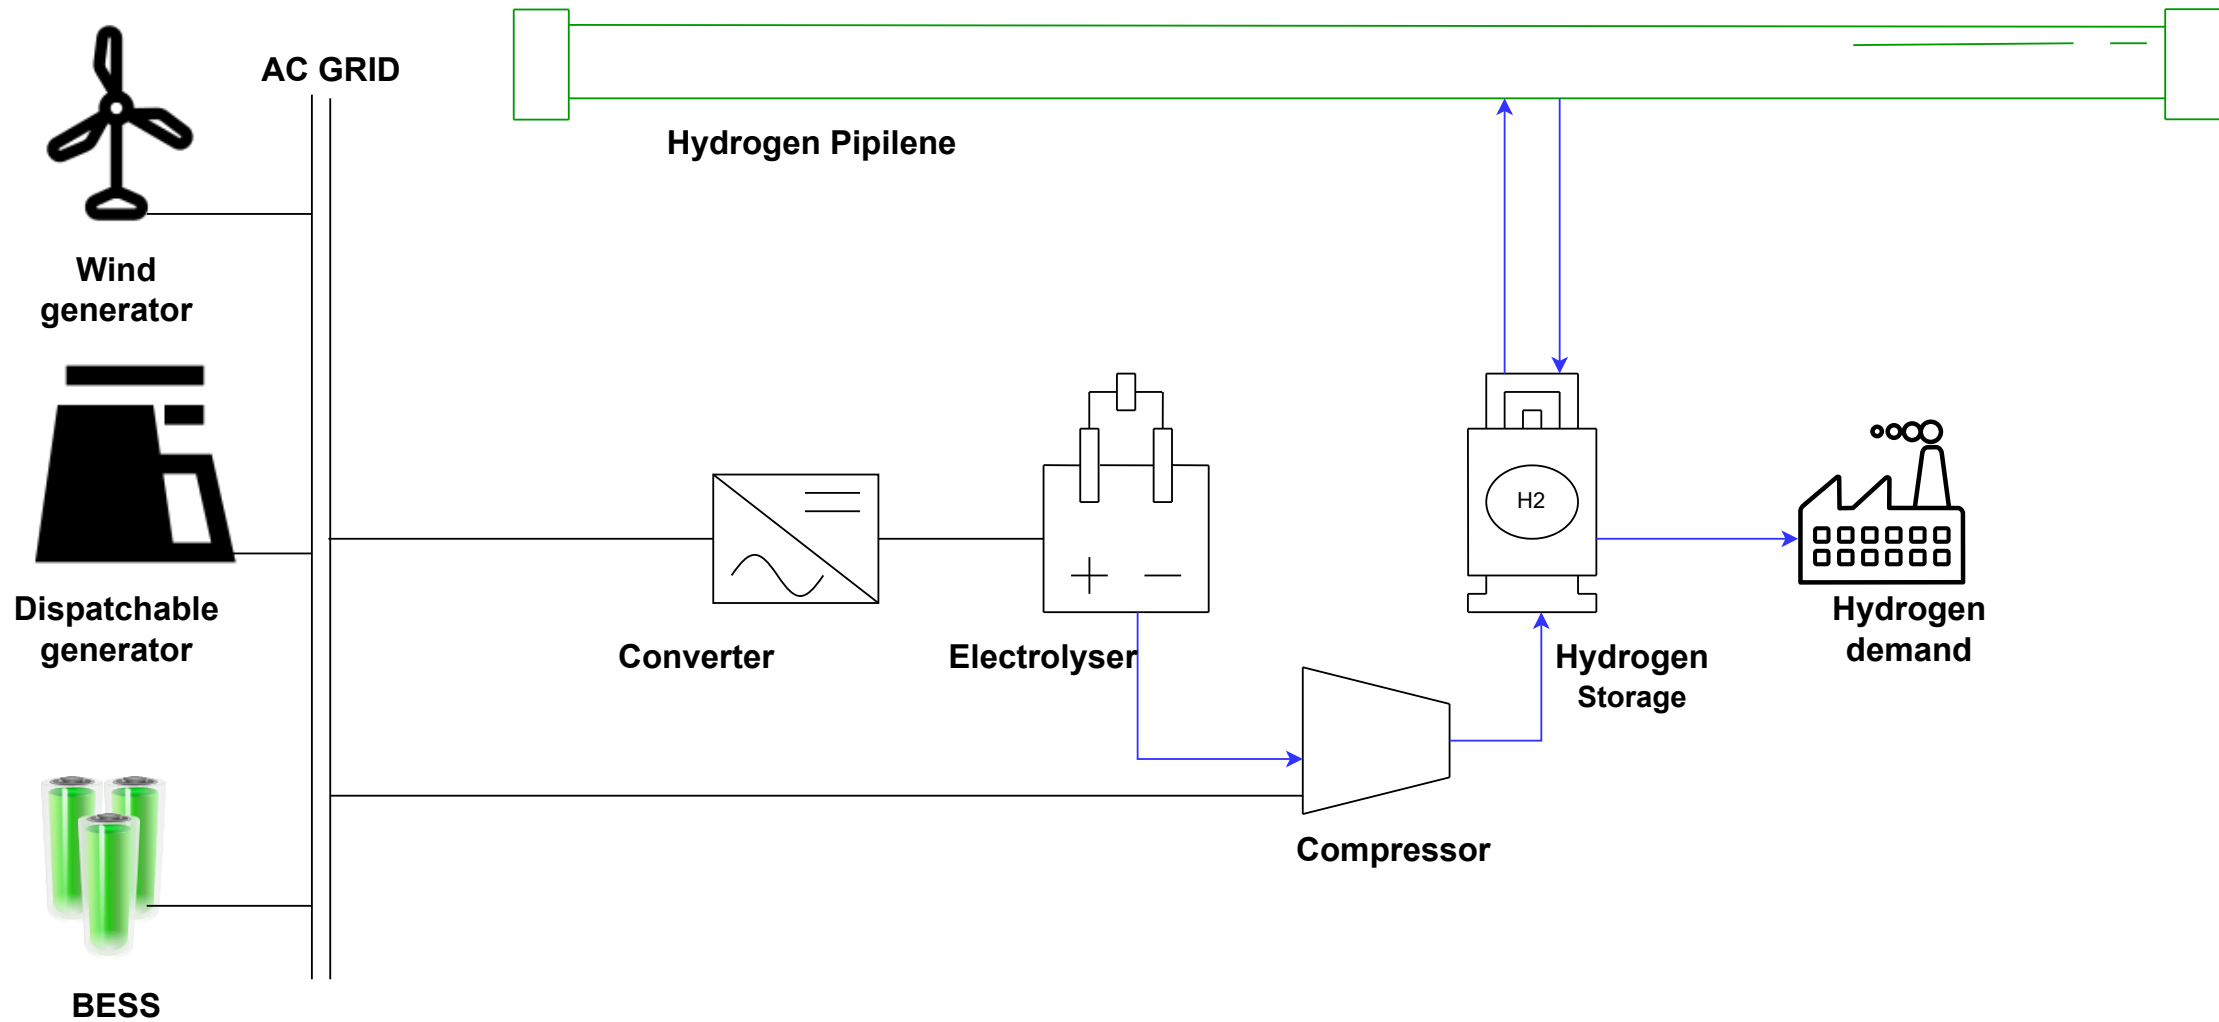 AC GRID
Hydrogen Pipilene
Wind
generator
Dispatchable
generator
BESS
Converter
Electrolyser
Compressor
H2
Hydrogen
Storage
Hydrogen
demand